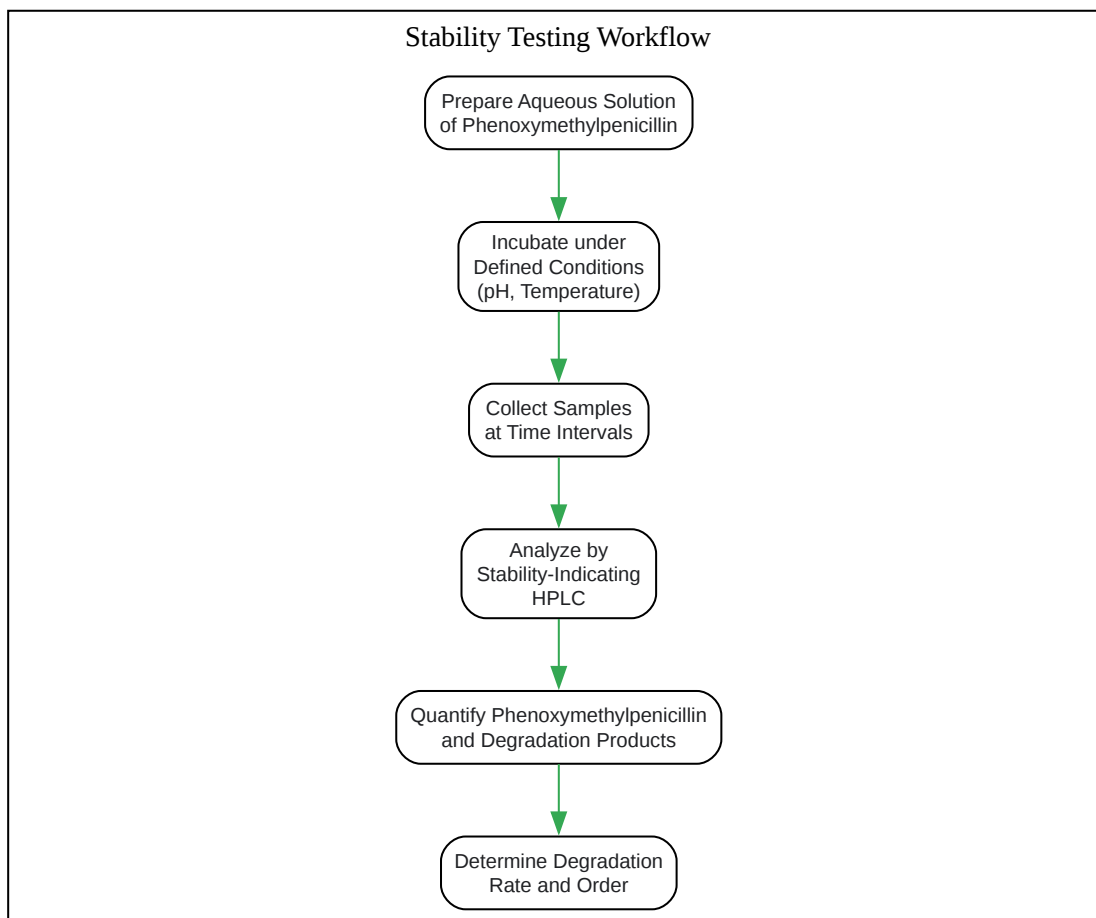 Stability Testing Workflow
Prepare Aqueous Solution
of Phenoxymethylpenicillin
Incubate under
Defined Conditions
(pH, Temperature)
Collect Samples
at Time Intervals
Analyze by
Stability-Indicating
HPLC
Quantify Phenoxymethylpenicillin
and Degradation Products
Determine Degradation
Rate and Order